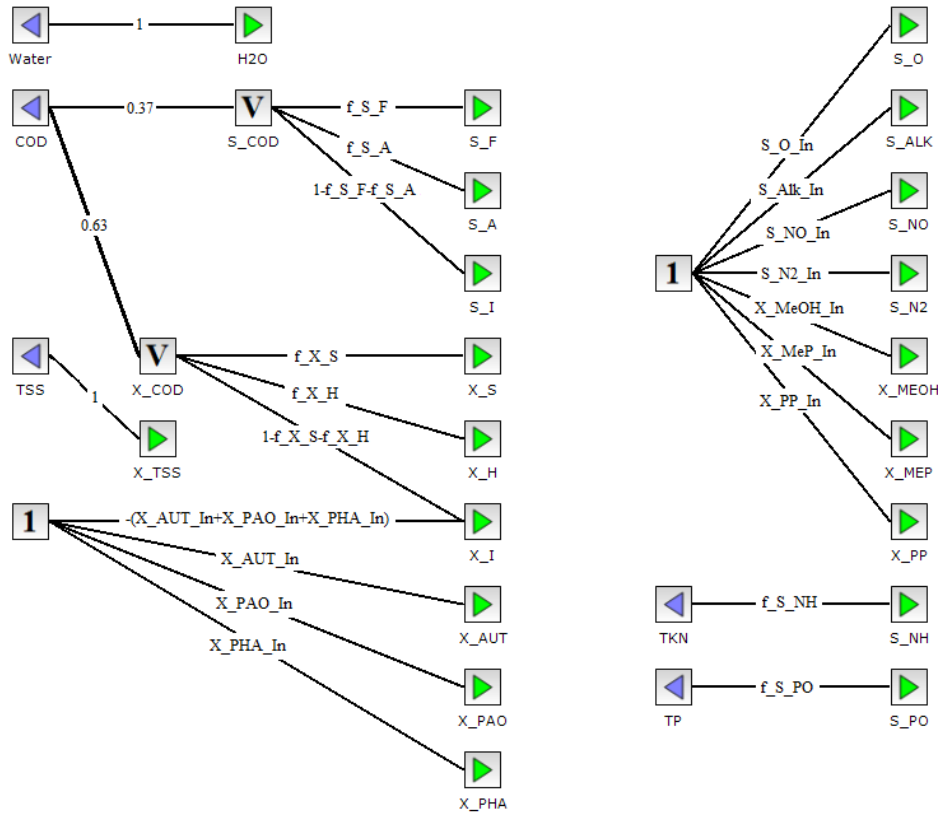 1
Water
H2O
0.37
V
f_S_F
COD
S_COD
S_F
f_S_A
1-f_S_F-f_S_A
S_A
0.63
S_I
V
f_X_S
TSS
X_COD
X_S
1
f_X_H
1-f_X_S-f_X_H
X_TSS
X_H
1
-(X_AUT_In+X_PAO_In+X_PHA_In)
X_I
X_AUT_In
X_PAO_In
X_AUT
X_PHA_In
X_PAO
X_PHA
S_O
S_O_In
S_ALK
S_Alk_In
S_NO
S_NO_In
1
S_N2_In
S_N2
X_MeOH_In
X_MeP_In
X_MEOH
X_PP_In
X_MEP
X_PP
f_S_NH
TKN
S_NH
f_S_PO
TP
S_PO